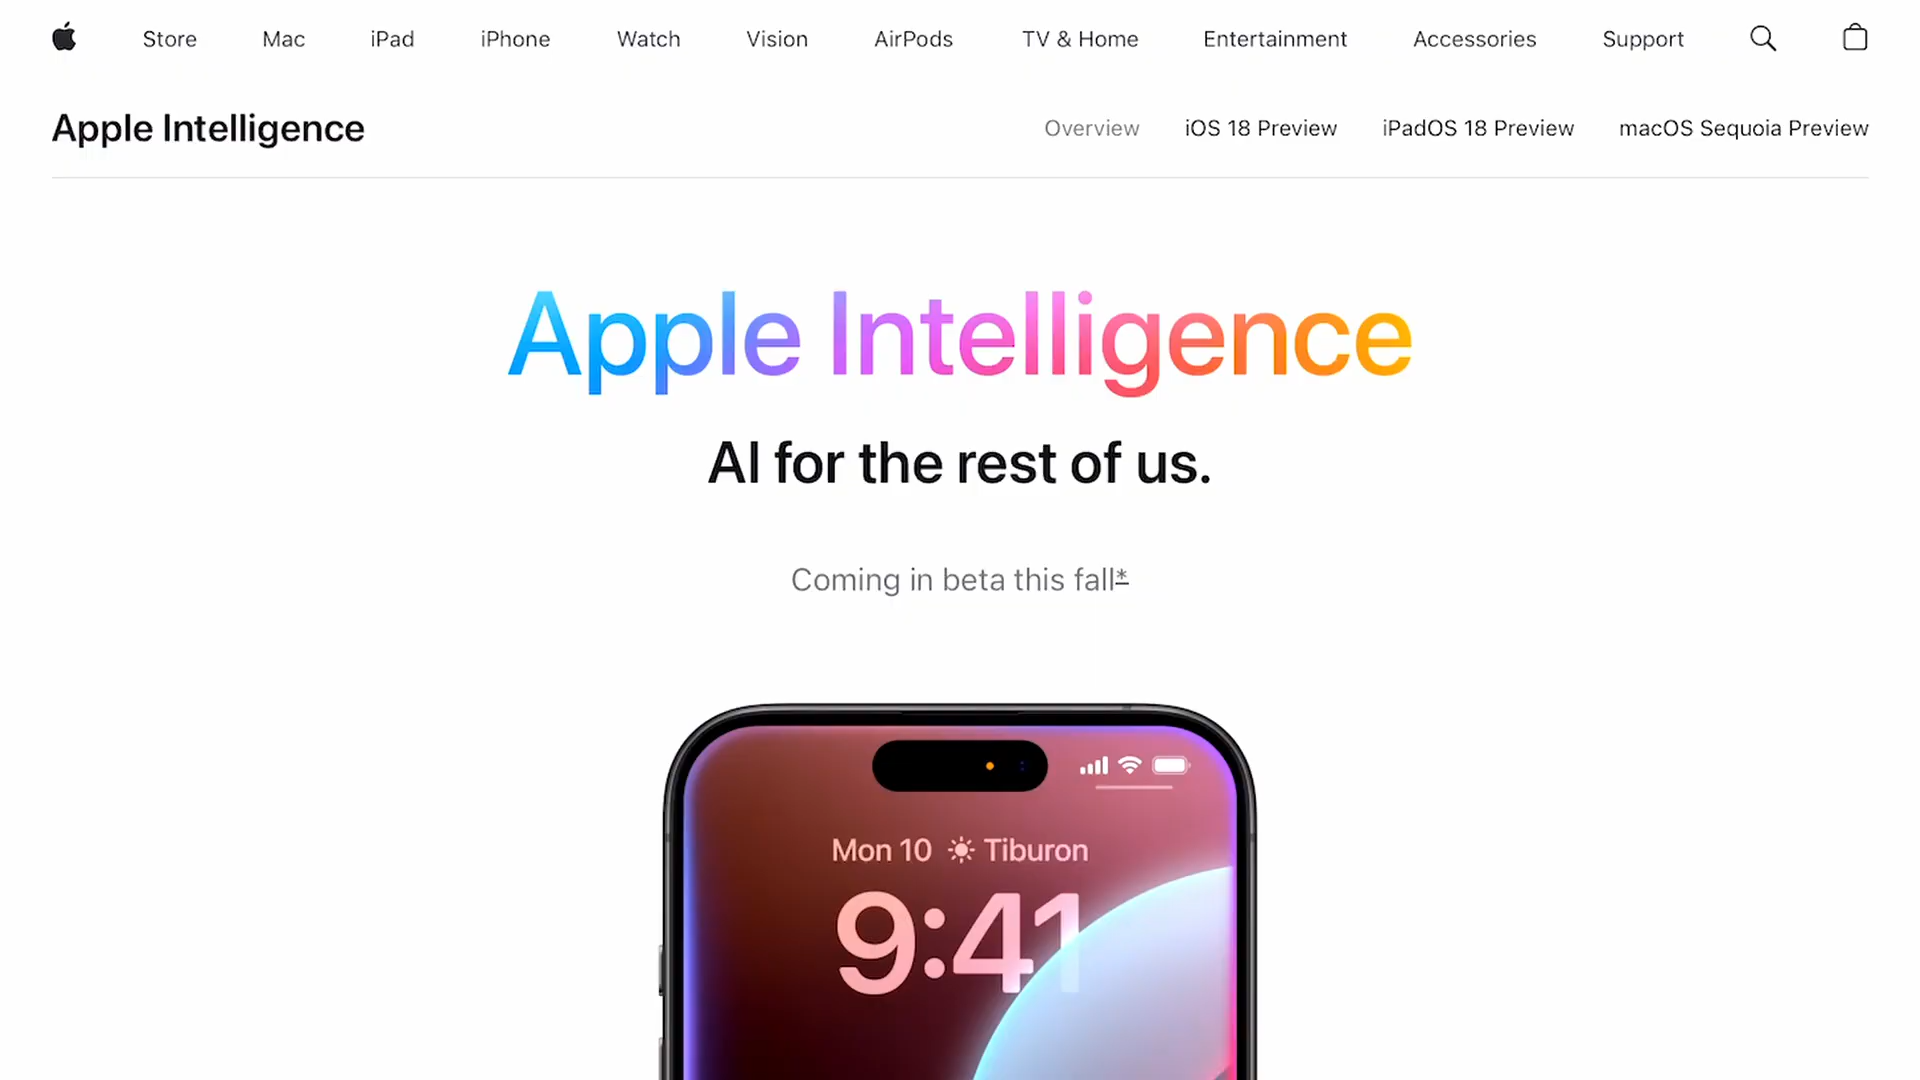 Store Mac iPad iPhone Watch Vision AirPods TV & Home Entertainment Accessories Support
Apple Intelligence
Overview iOS 18 Preview iPadOS 18 Preview macOS Sequoia Preview
Apple Intelligence
AI for the rest of us.
Coming in beta this fall*
Mon 10 Tiburon
9:41